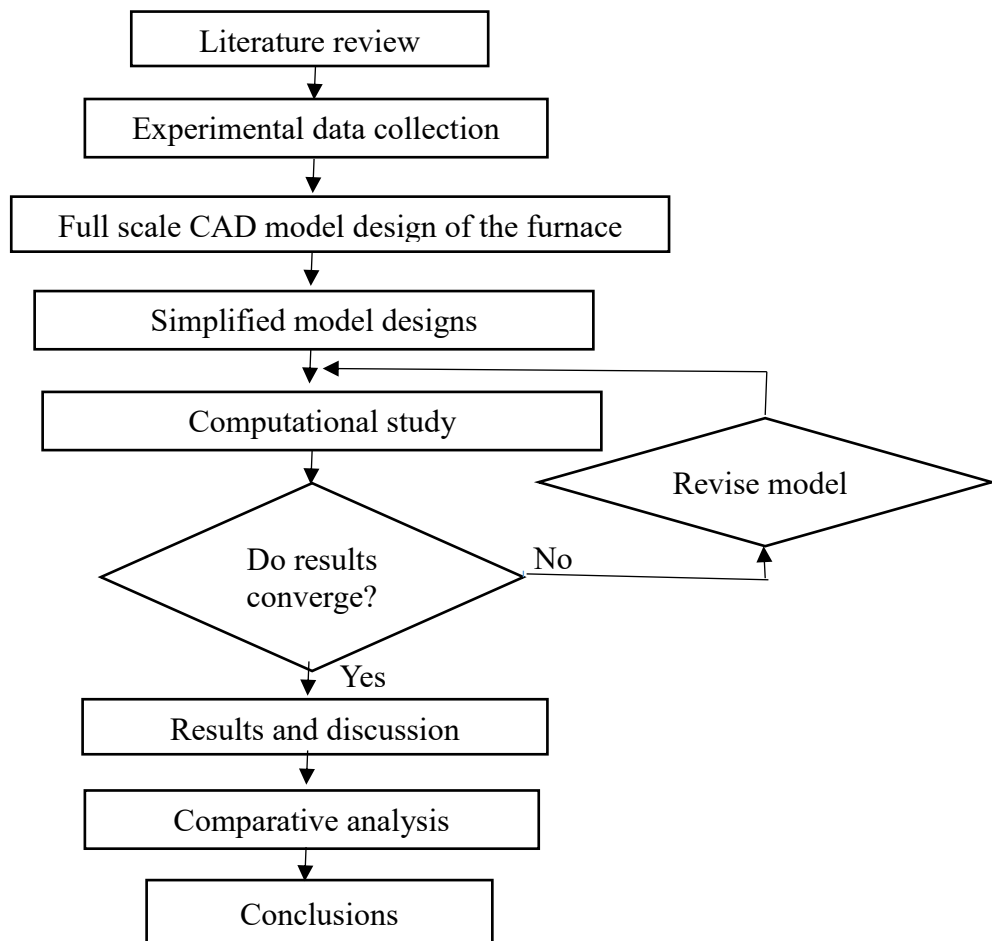 Literature review
Experimental data collection
Full scale CAD model design of the furnace
Simplified model designs
Computational study
Revise model
Do results
converge?
No
Yes
Results and discussion
Comparative analysis
Conclusions